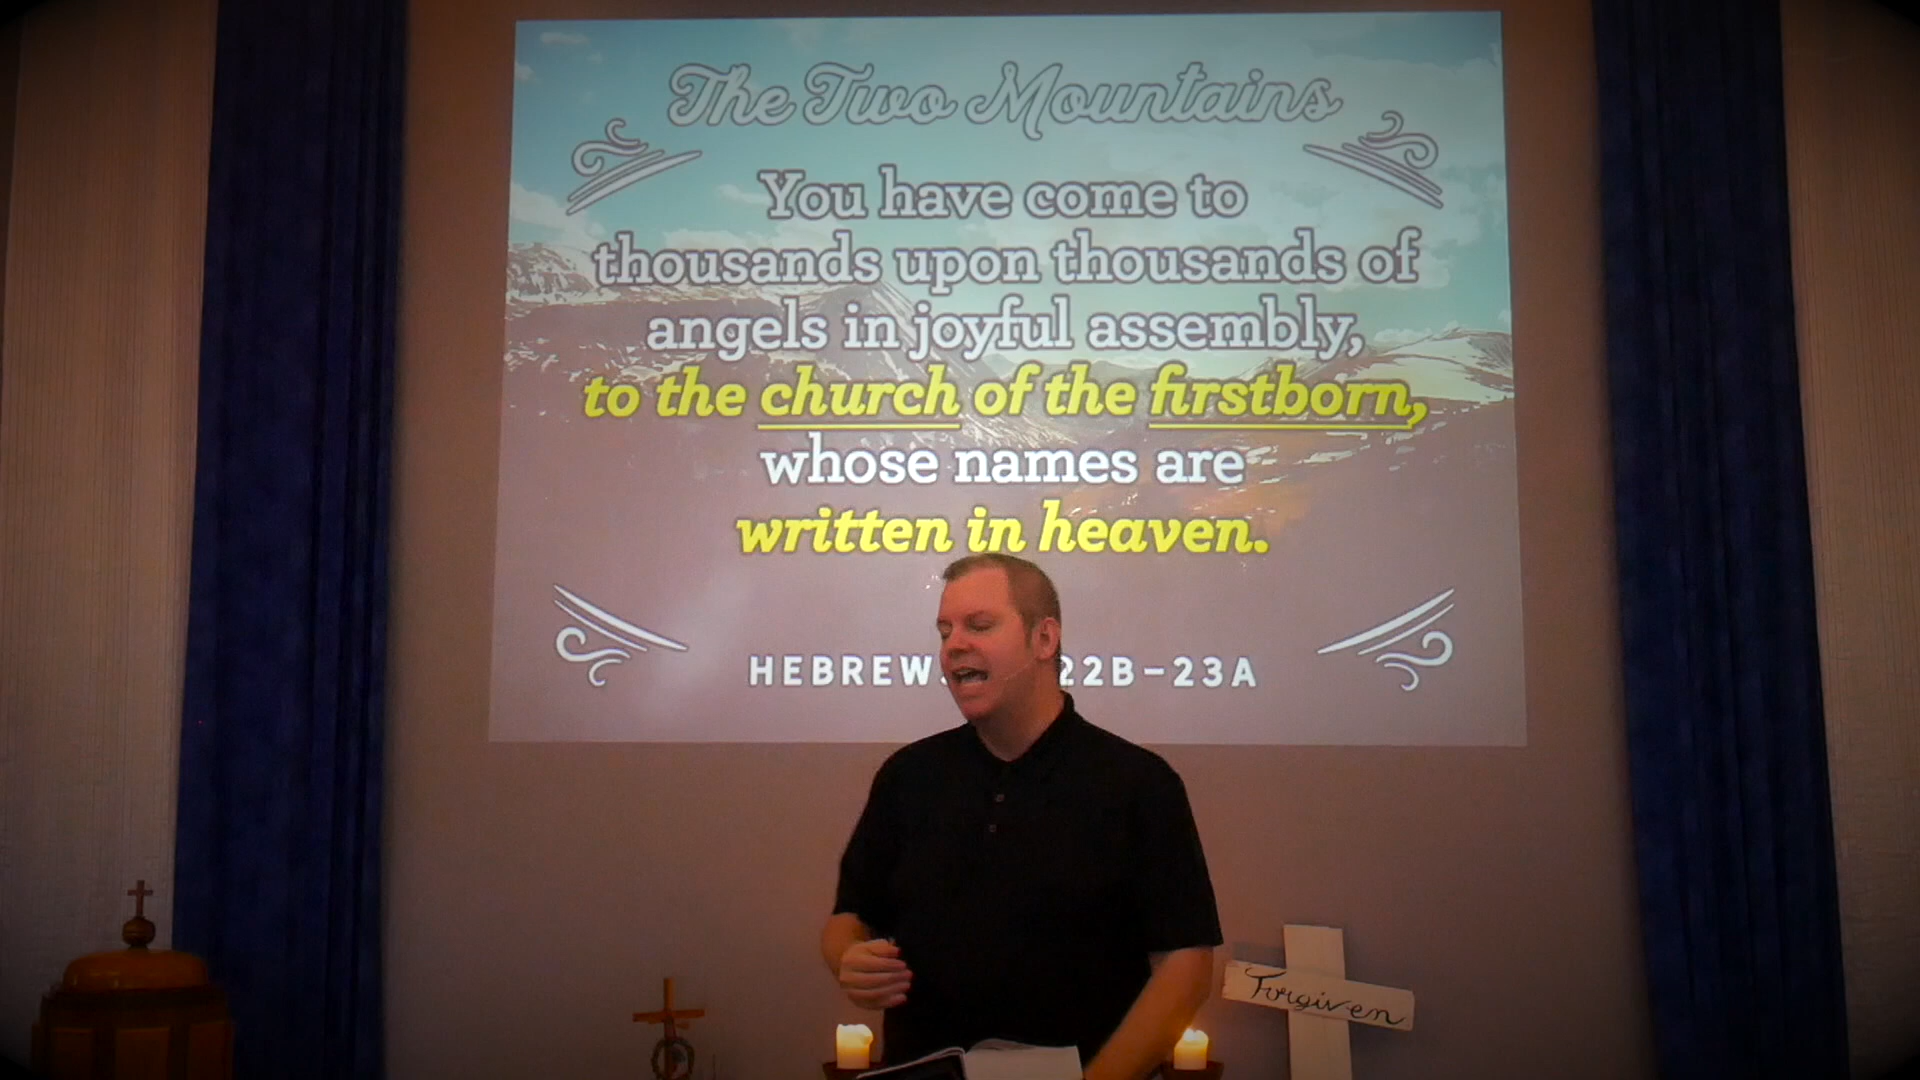 The Two Mountains
You have come to
thousands upon thousands of
angels in joyful assembly,
to the church of the firstborn,
whose names are
written in heaven.
HEBREWS 22B-23A
Forgiven